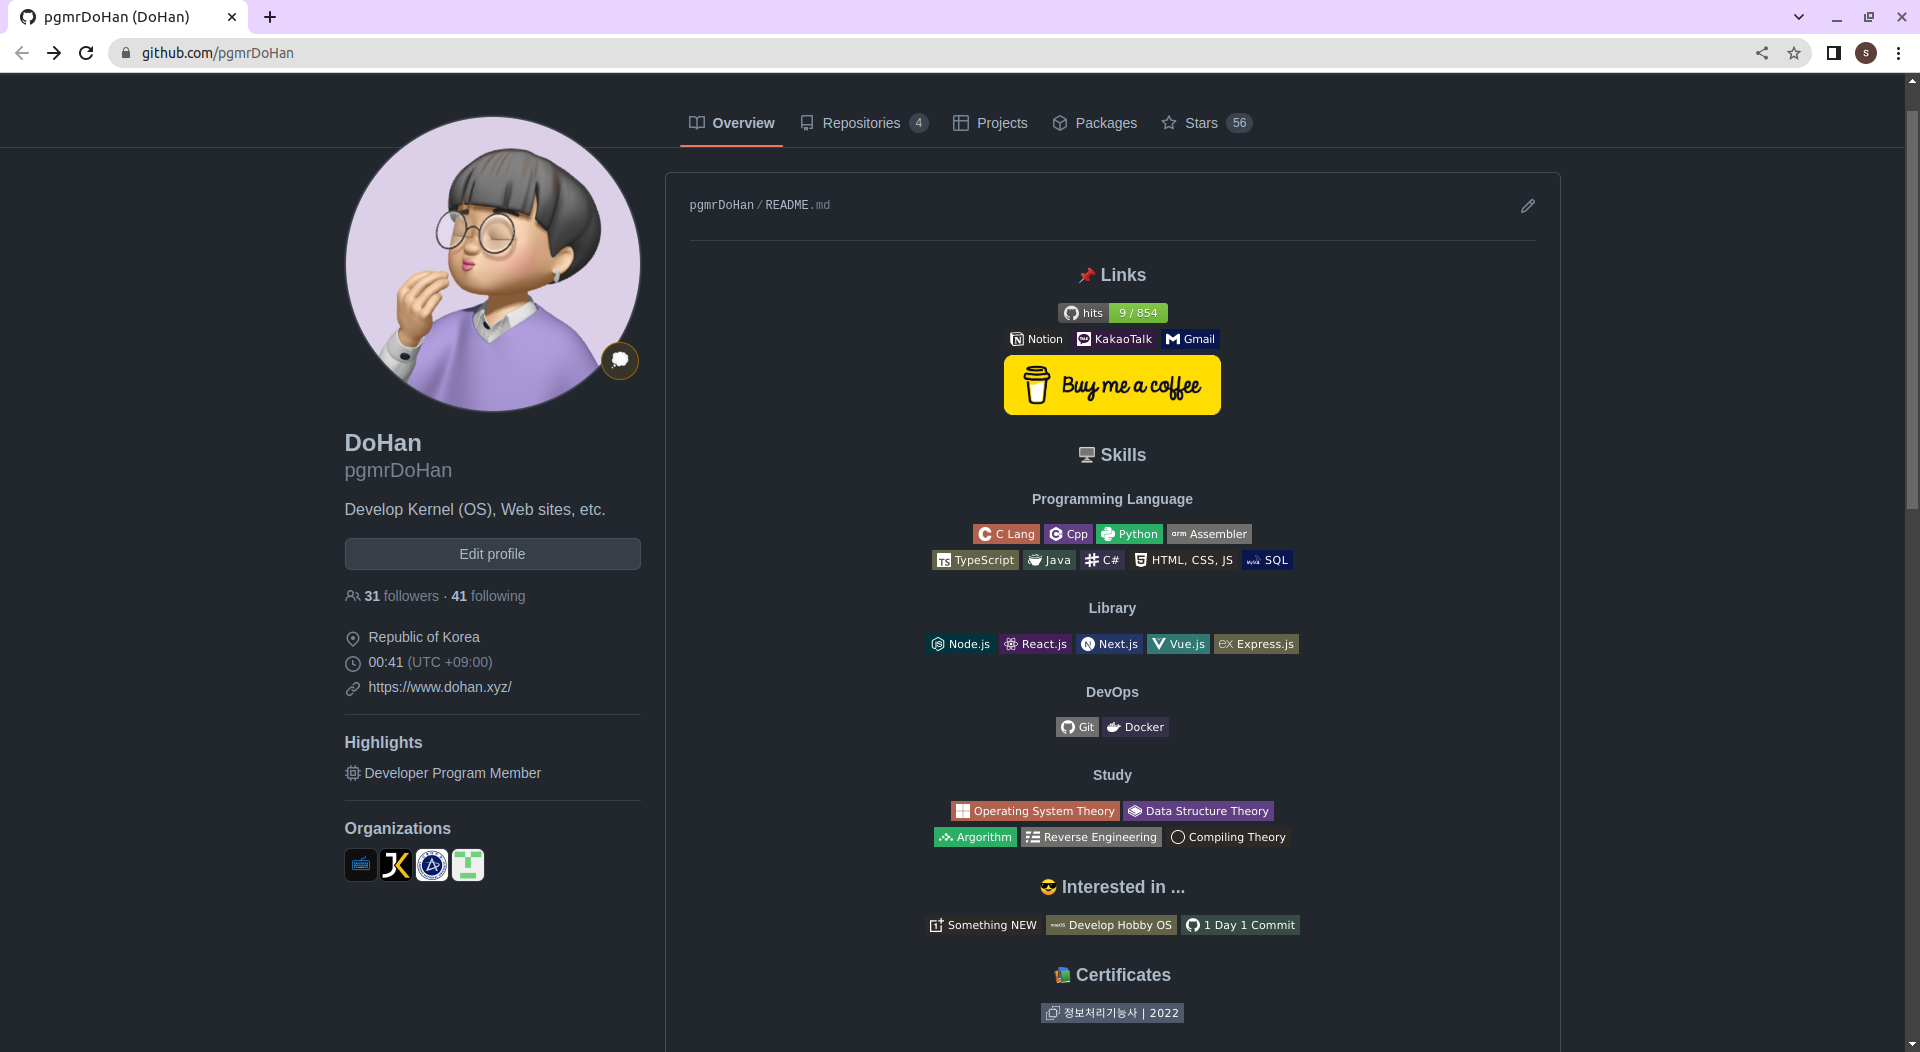 pgmrDoHan (DoHan)
github.com/pgmrDoHan
S
Overview Repositories 4 Projects Packages Stars 56
pgmrDoHan / README.md
DoHan
pgmrDoHan
Develop Kernel (OS), Web sites, etc.
Edit profile
31 followers · 41 following
Republic of Korea
00:41 (UTC +09:00)
https://www.dohan.xyz/
Highlights
Developer Program Member
Organizations
JK
Links
hits 9 / 854
Notion KakaoTalk Gmail
Buy me a coffee
Skills
Programming Language
C Lang Cpp Python arm Assembler
TS TypeScript Java C# HTML, CSS, JS MySQL SQL
Library
Node.js React.js Next.js Vue.js EX Express.js
DevOps
Git Docker
Study
Operating System Theory Data Structure Theory
Argorithm Reverse Engineering Compiling Theory
Interested in ...
Something NEW macOS Develop Hobby OS 1 Day 1 Commit
Certificates
정보처리기능사 | 2022